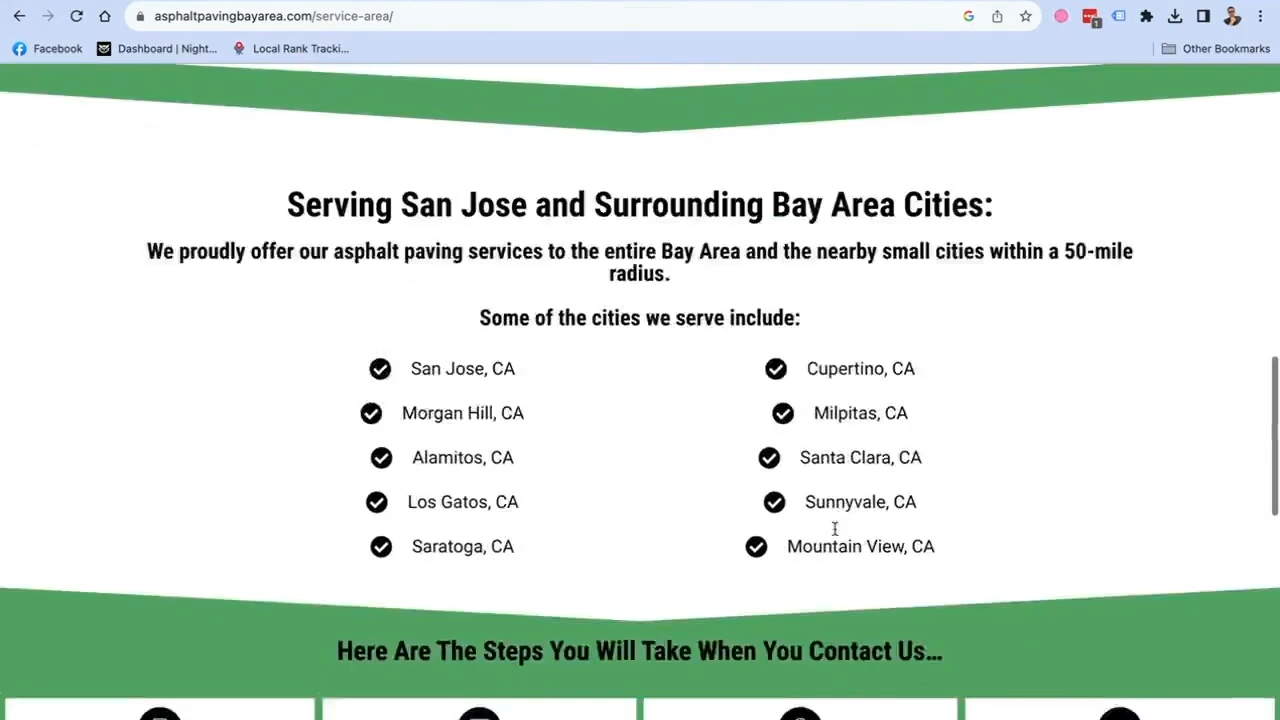 asphaltpavingbayarea.com/service-area/
1
Facebook
Dashboard | Night...
Local Rank Tracki...
Other Bookmarks
Serving San Jose and Surrounding Bay Area Cities:
We proudly offer our asphalt paving services to the entire Bay Area and the nearby small cities within a 50-mile
radius.
Some of the cities we serve include:
San Jose, CA
Morgan Hill, CA
Alamitos, CA
Los Gatos, CA
Saratoga, CA
Cupertino, CA
Milpitas, CA
Santa Clara, CA
Sunnyvale, CA
Mountain View, CA
Here Are The Steps You Will Take When You Contact Us...